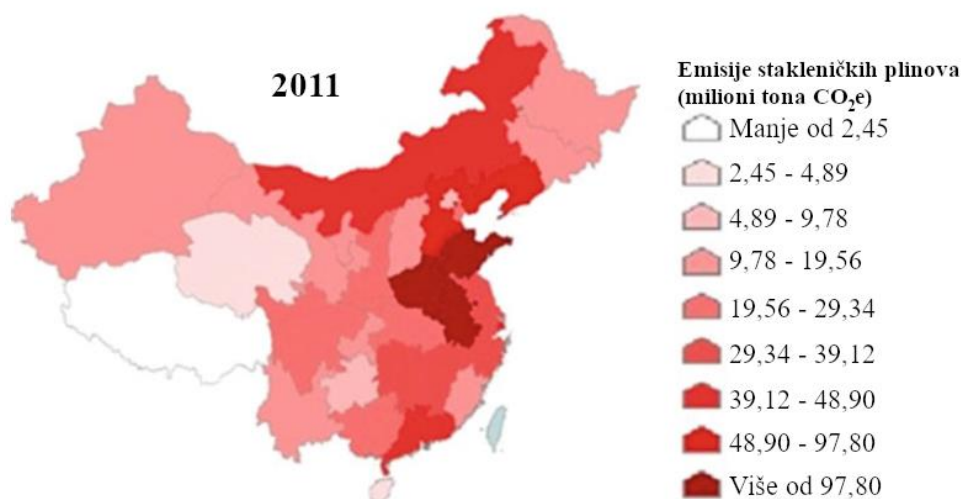 2011
Emisije stakleničkih plinova
(milioni tona CO₂e)
Manje od 2,45
2,45 - 4,89
4,89 - 9,78
9,78 - 19,56
19,56 - 29,34
29,34 - 39,12
39,12 - 48,90
48,90 - 97,80
Više od 97,80